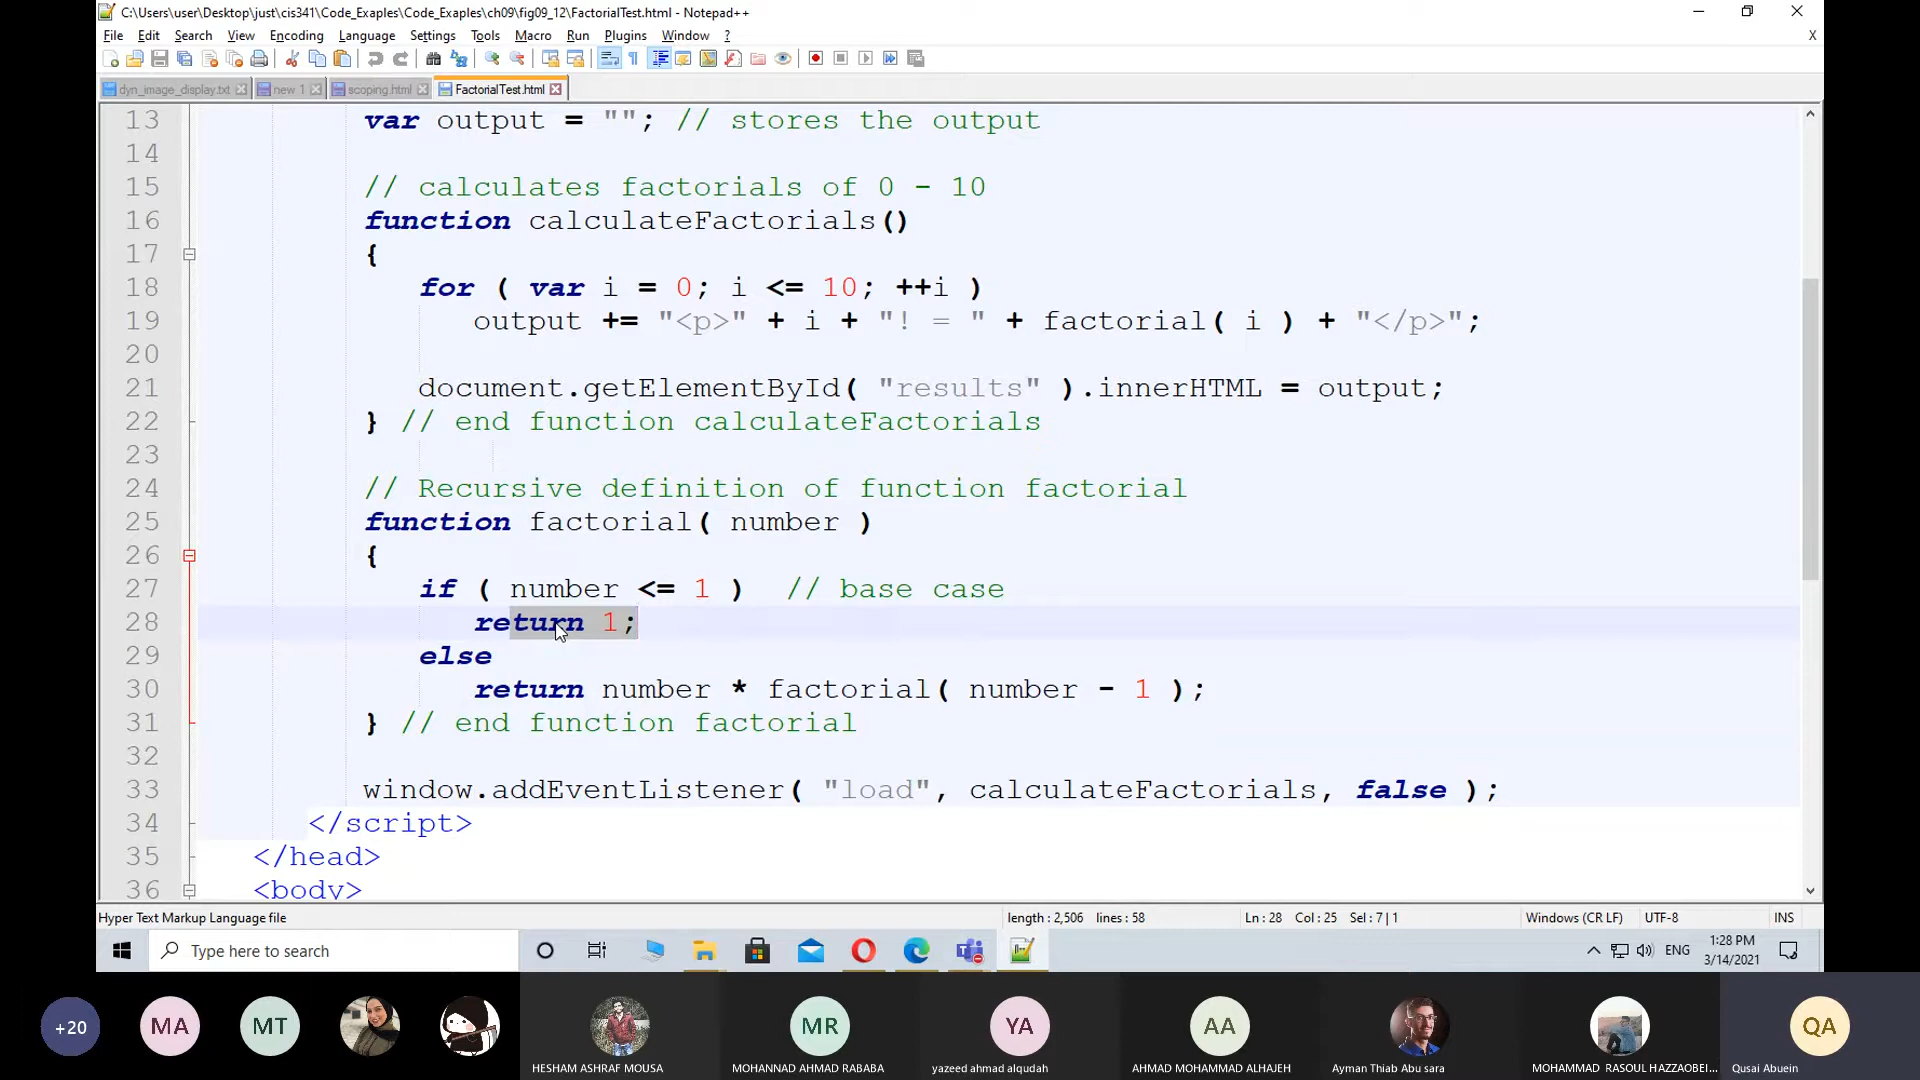 C:\Users\user\Desktop\just\cis341\Code_Exaples\Code_Exaples\ch09\fig09_12\FactorialTest.html - Notepad++
File Edit Search View Encoding Language Settings Tools Macro Run Plugins Window ? X
dyn_image_display.txt new 1 scoping.html FactorialTest.html
13 var output = ""; // stores the output
14
15 // calculates factorials of 0 - 10
16 function calculateFactorials()
17 {
18 for ( var i = 0; i <= 10; ++i )
19 output += "<p>" + i + "! = " + factorial( i ) + "</p>";
20
21 document.getElementById( "results" ).innerHTML = output;
22 } // end function calculateFactorials
23
24 // Recursive definition of function factorial
25 function factorial( number )
26 {
27 if ( number <= 1 ) // base case
28 return 1;
29 else
30 return number * factorial( number - 1 );
31 } // end function factorial
32
33 window.addEventListener( "load", calculateFactorials, false );
34 </script>
35 </head>
36 <body>
Hyper Text Markup Language file length : 2,506 lines : 58 Ln : 28 Col : 25 Sel : 7 | 1 Windows (CR LF) UTF-8 INS
Type here to search ENG 1:28 PM
3/14/2021
+20 MA MT MR YA AA QA
HESHAM ASHRAF MOUSA MOHANNAD AHMAD RABABA yazeed ahmad alqudah AHMAD MOHAMMAD ALHAJEH Ayman Thiab Abu sara MOHAMMAD RASOUL HAZZAOBEI... Qusai Abuein